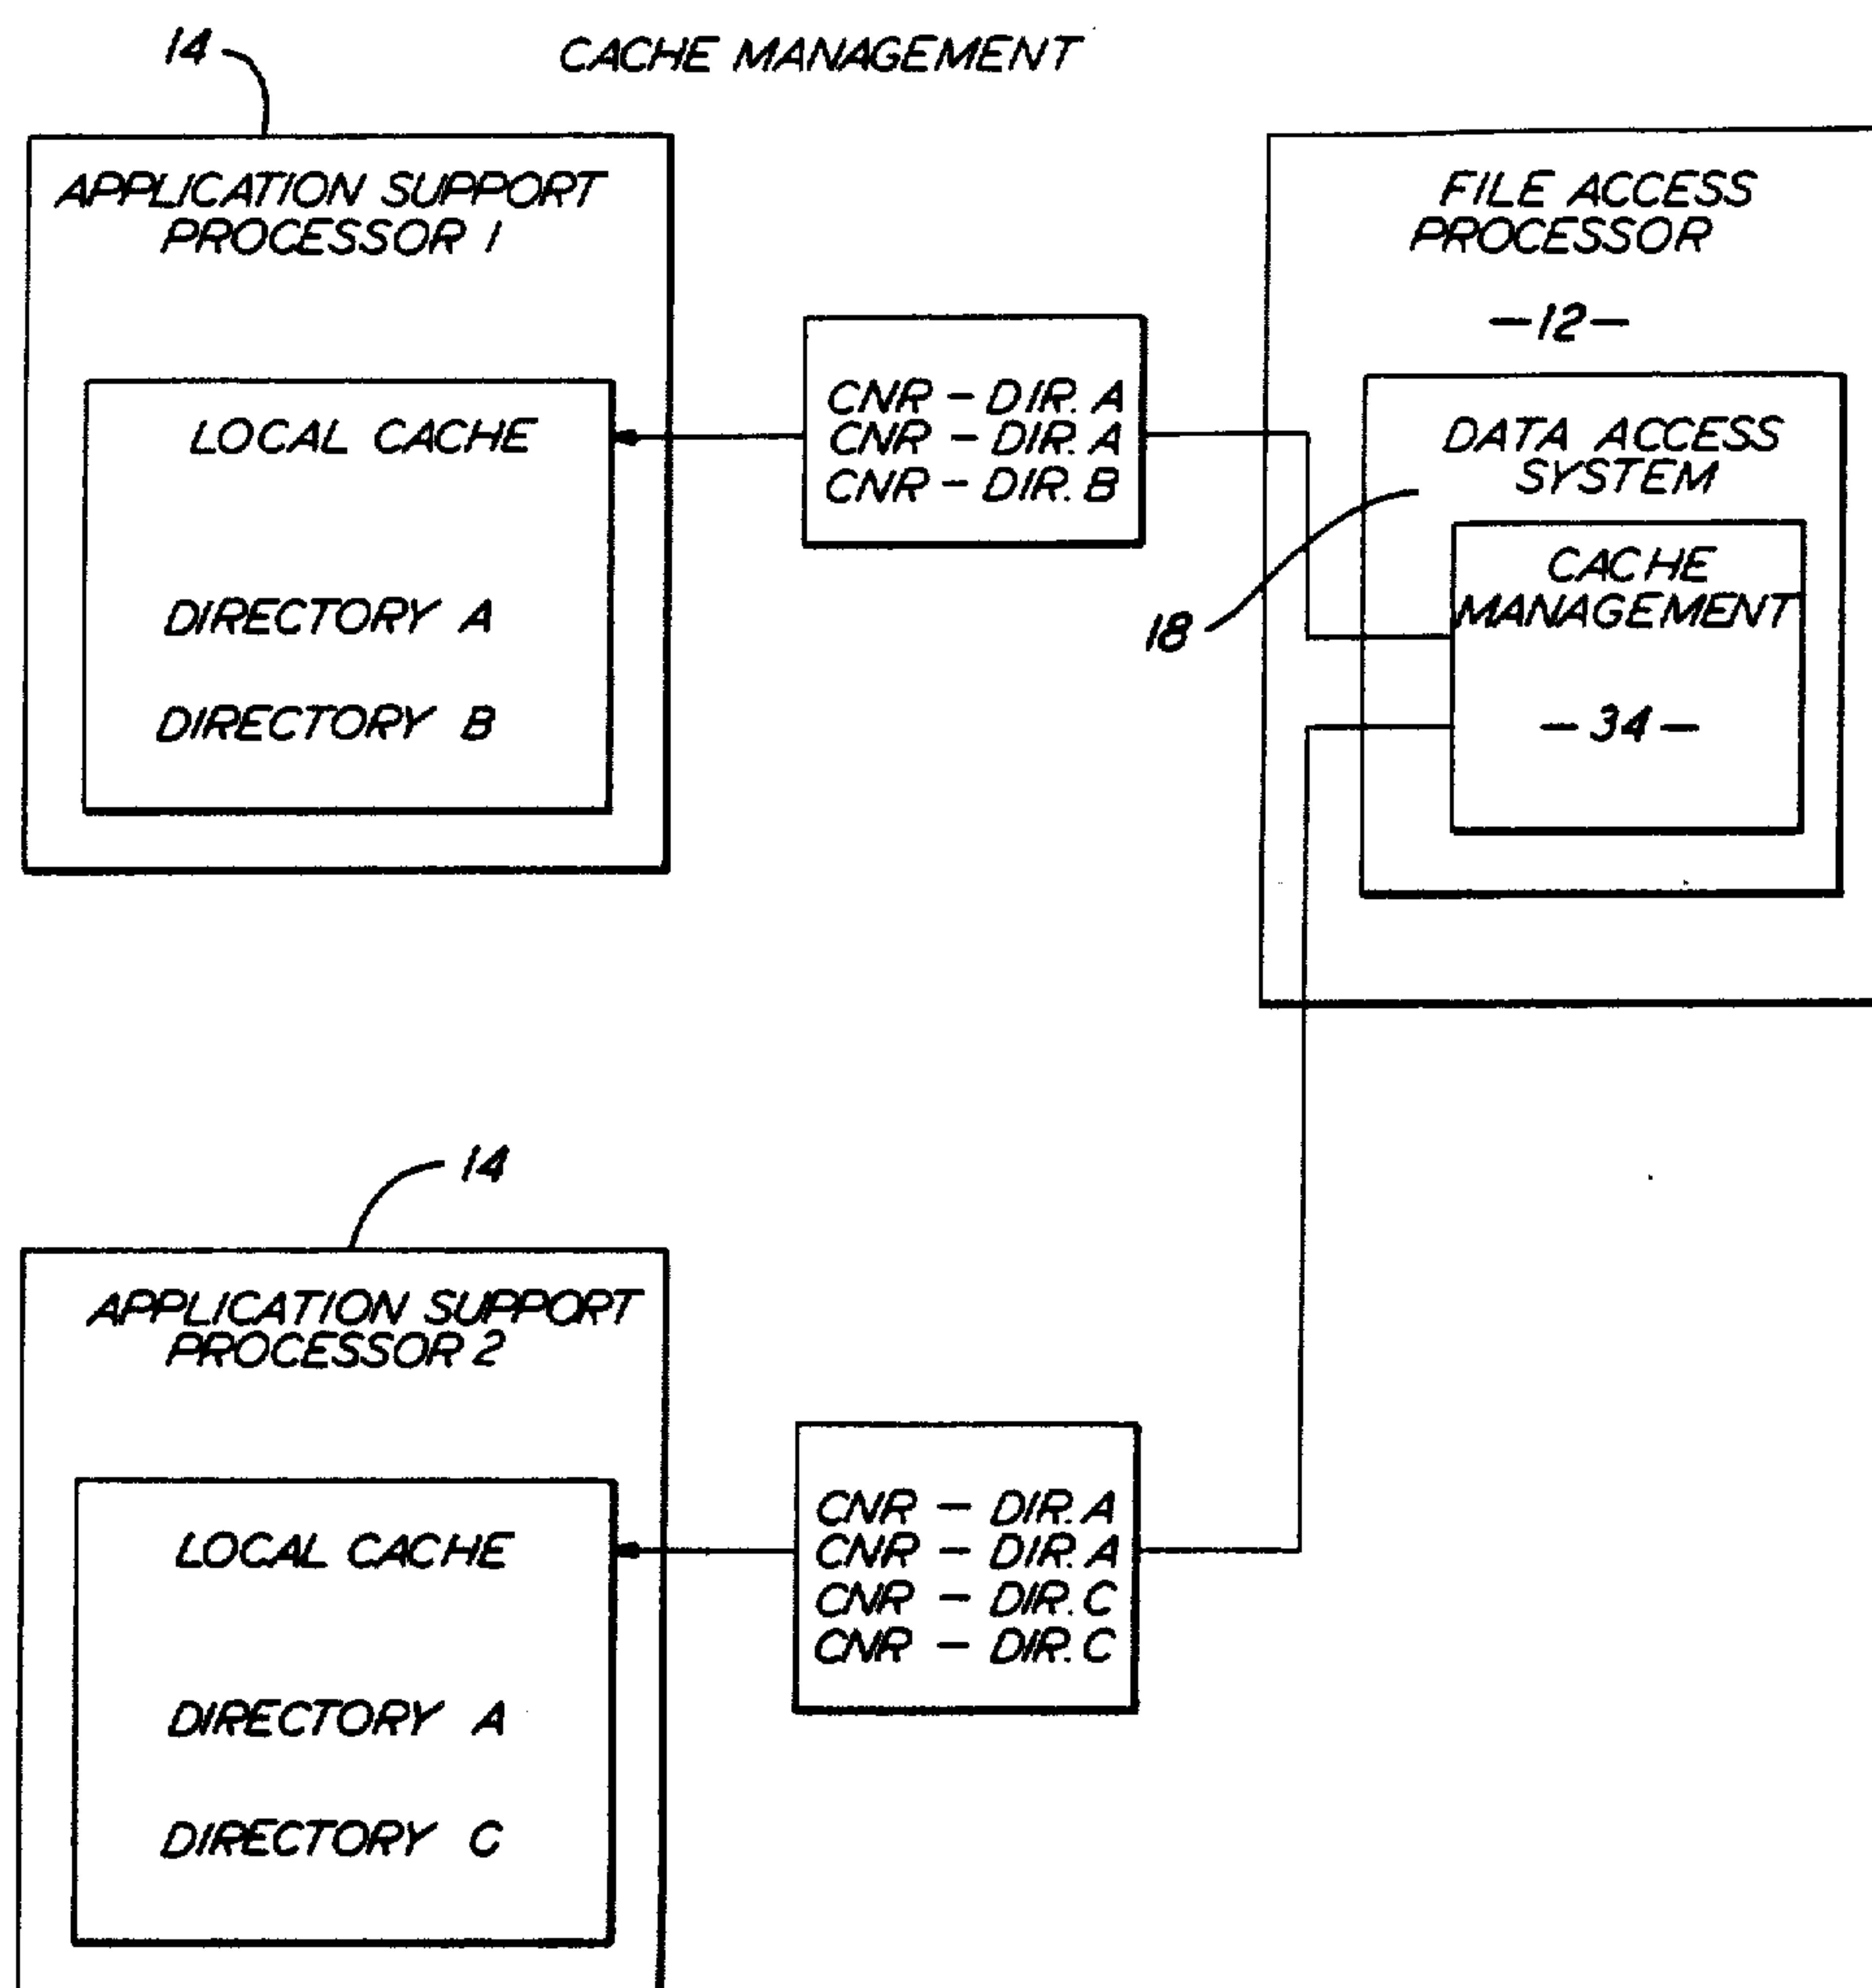 14
CACHE MANAGEMENT
APPLICATION SUPPORT
PROCESSOR 1
LOCAL CACHE
DIRECTORY A
DIRECTORY B
CNR - DIR. A
CNR - DIR. A
CNR - DIR. B
FILE ACCESS
PROCESSOR
-12-
DATA ACCESS
SYSTEM
18
CACHE
MANAGEMENT
-34-
14
APPLICATION SUPPORT
PROCESSOR 2
LOCAL CACHE
DIRECTORY A
DIRECTORY C
CNR - DIR. A
CNR - DIR. A
CNR - DIR. C
CNR - DIR. C